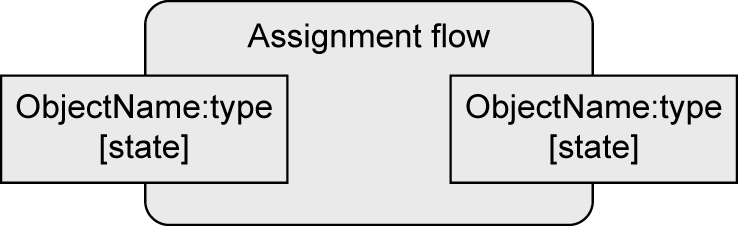 Assignment flow
ObjectName:type
[state]
ObjectName:type
[state]